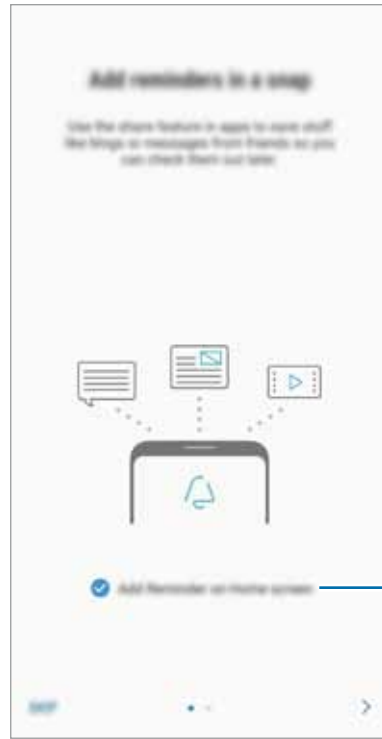 Add reminders in a snap
Use the share feature in apps to save stuff
like blogs or messages from friends so you
can check them out later.
Add Reminder on Home screen
SKIP